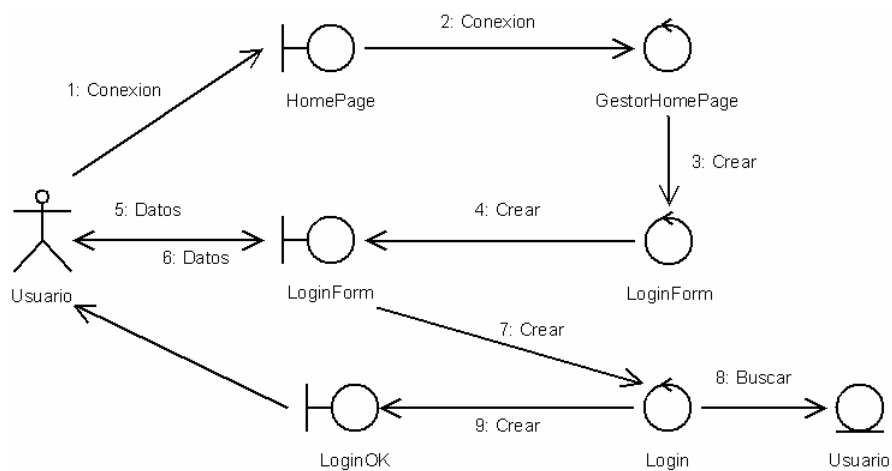 2: Conexion
1: Conexion
HomePage
GestorHomePage
3: Crear
5: Datos
4: Crear
6: Datos
Usuario
LoginForm
LoginForm
7: Crear
8: Buscar
9: Crear
LoginOK
Login
Usuario